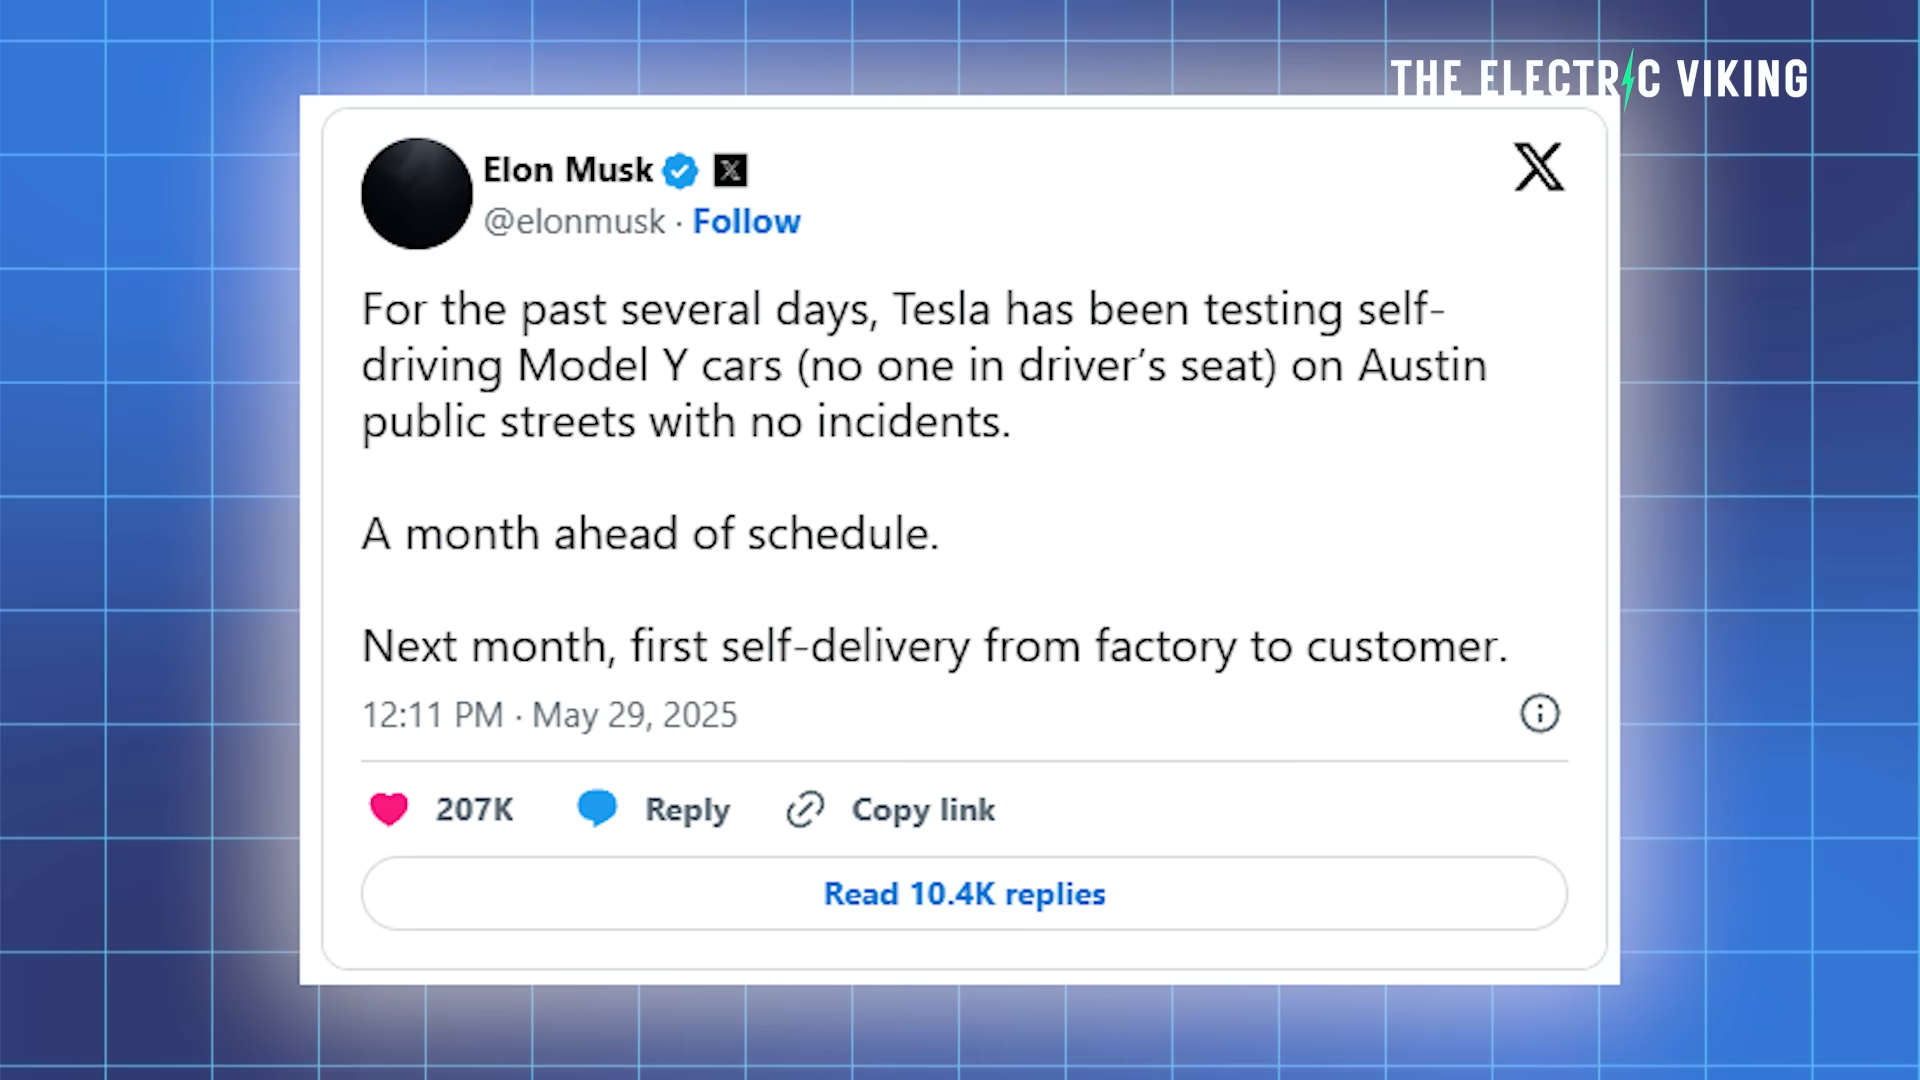 THE ELECTRIC VIKING
Elon Musk
@elonmusk · Follow
For the past several days, Tesla has been testing self-
driving Model Y cars (no one in driver’s seat) on Austin
public streets with no incidents.
A month ahead of schedule.
Next month, first self-delivery from factory to customer.
12:11 PM · May 29, 2025
207K Reply Copy link
Read 10.4K replies